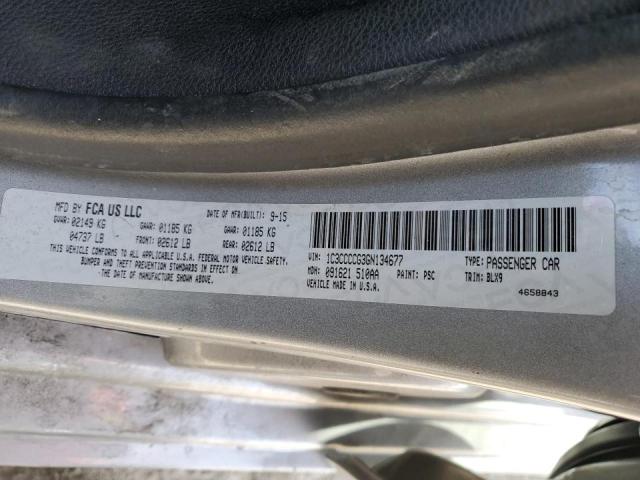 MFD BY FCA US LLC DATE OF MFR(BUILT): 9-15
GVWR: 02149 KG GAWR: 01185 KG GAWR: 01185 KG
04737 LB FRONT: 02612 LB REAR: 02612 LB
THIS VEHICLE CONFORMS TO ALL APPLICABLE U.S.A. FEDERAL MOTOR VEHICLE SAFETY,
BUMPER AND THEFT PREVENTION STANDARDS IN EFFECT ON
THE DATE OF MANUFACTURE SHOWN ABOVE.
VIN: 1C3CCCCG3GN134677 TYPE: PASSENGER CAR
MDH: 091621 510AA PAINT: PSC TRIM: BLX9
VEHICLE MADE IN U.S.A. 4658843